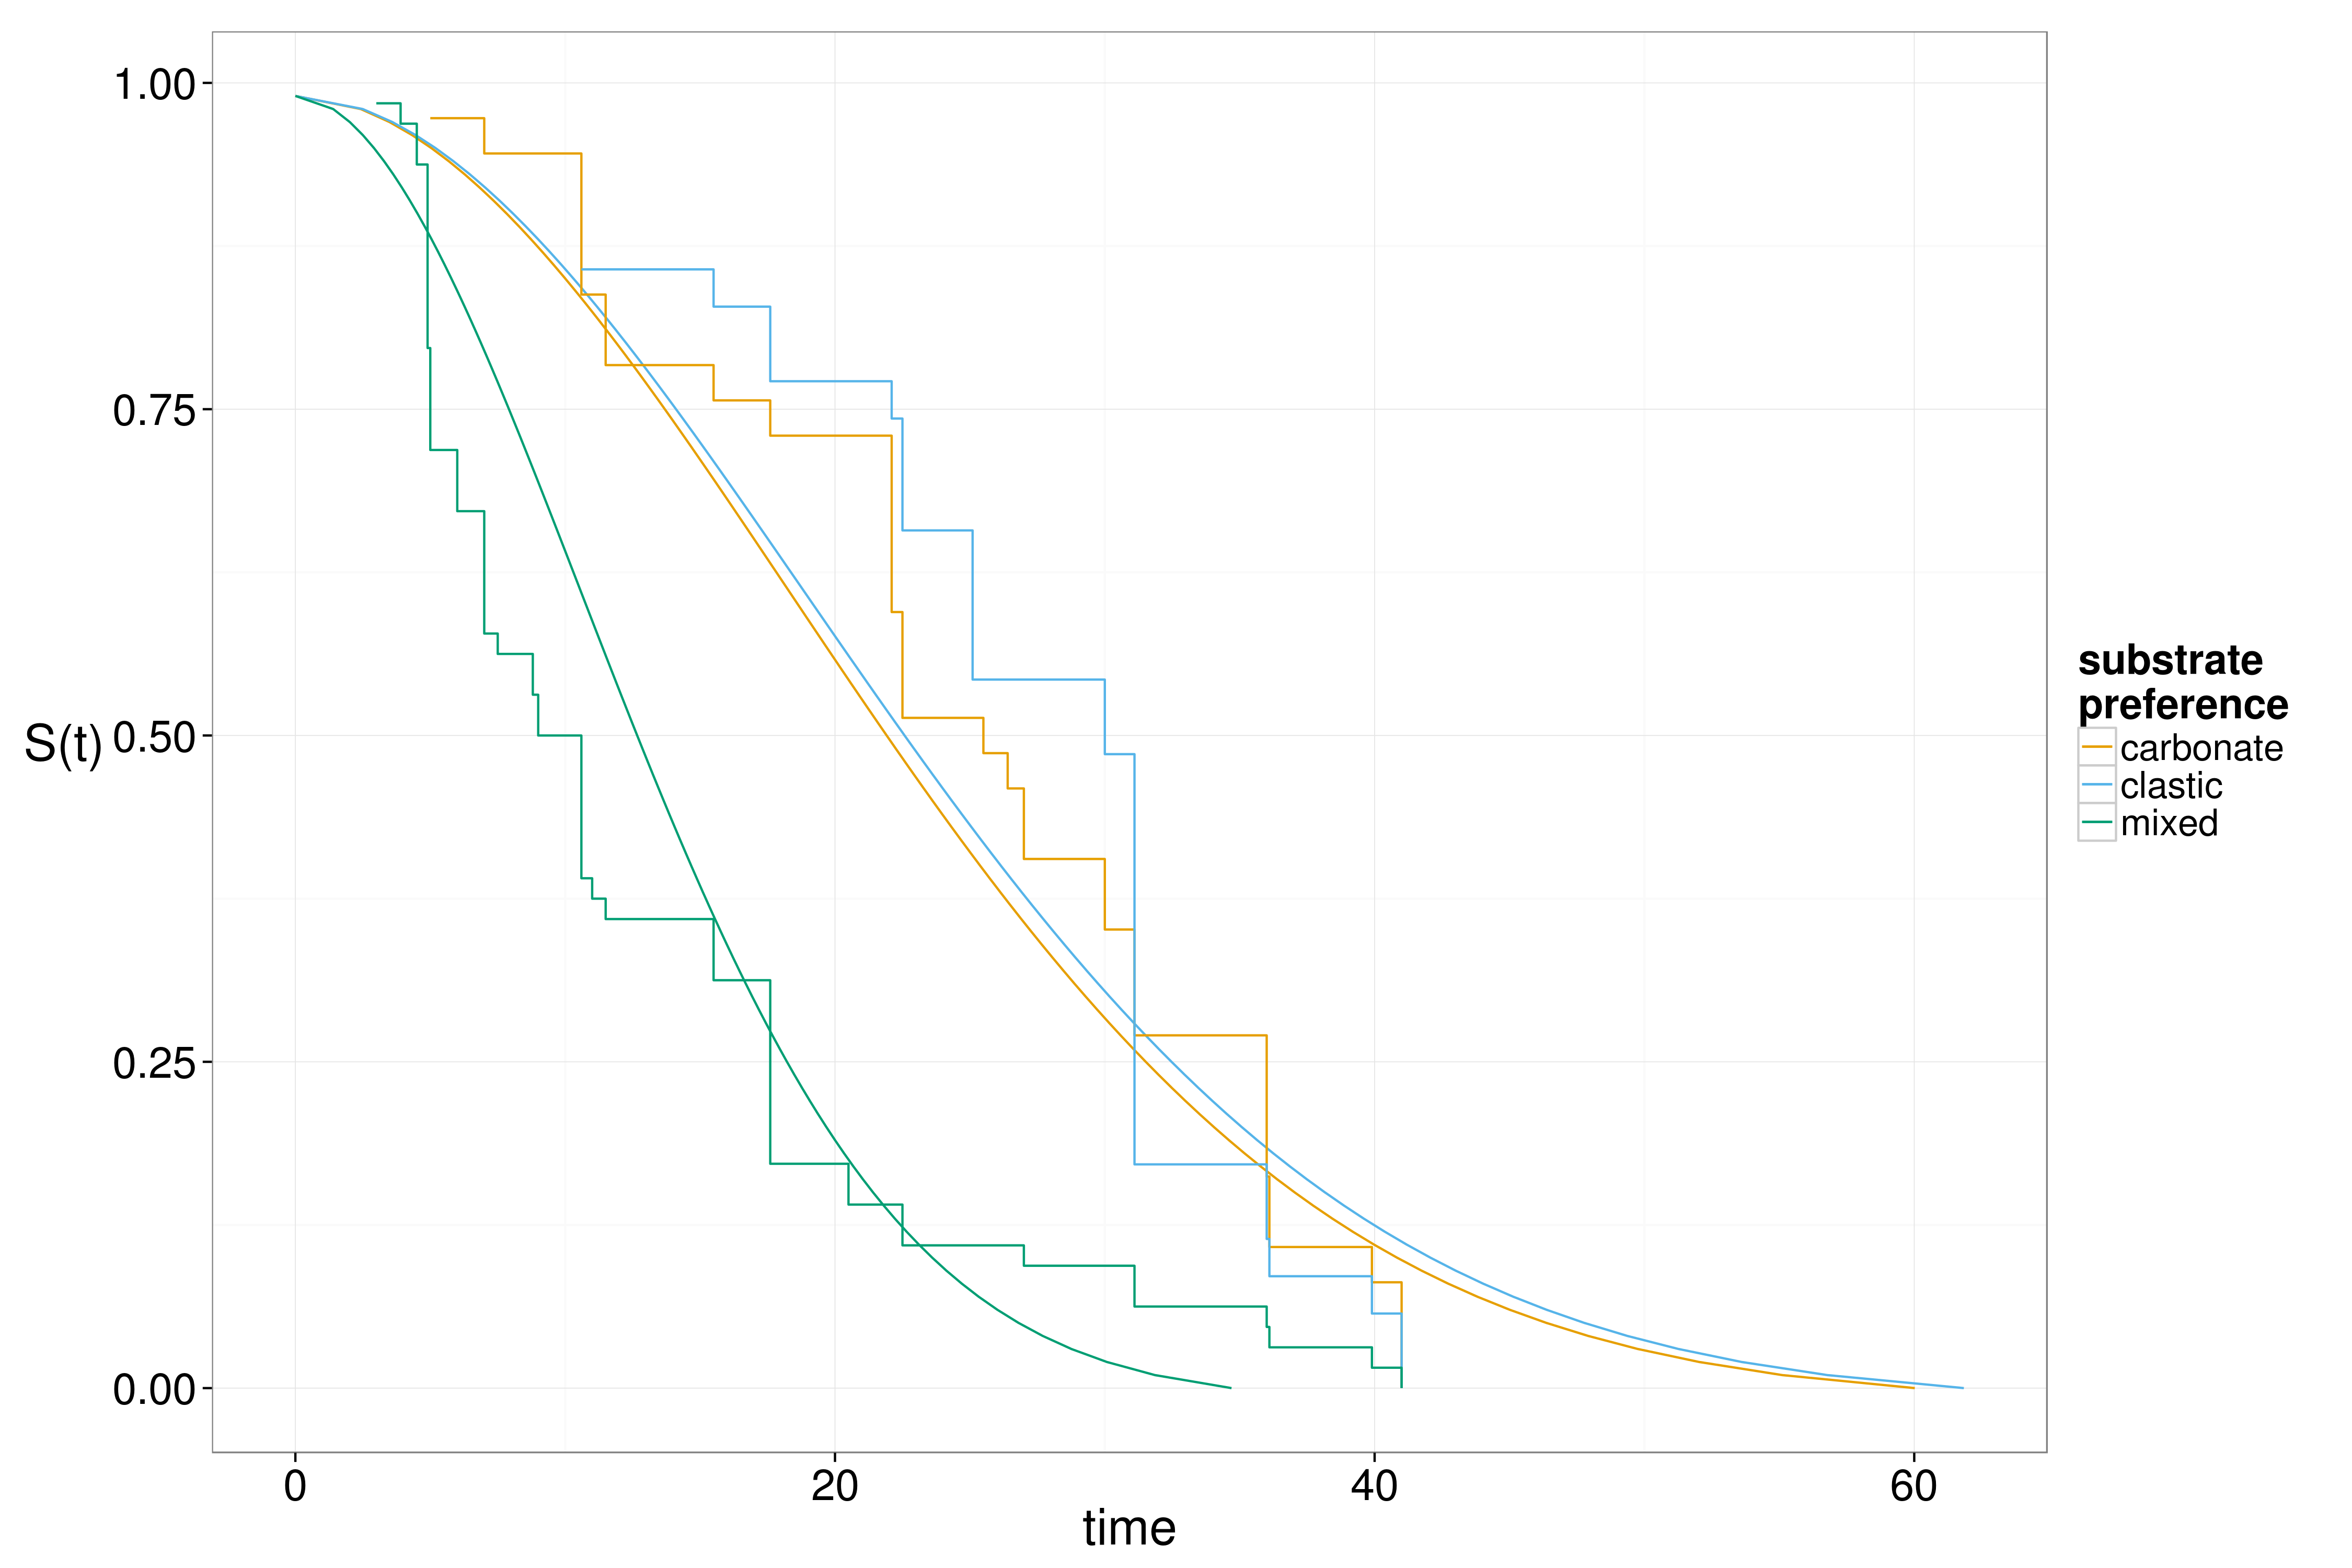 1.00
0.75
0.50
0.25
0.00
S(t)
0 20 40 60
time
substrate
preference
carbonate
clastic
mixed